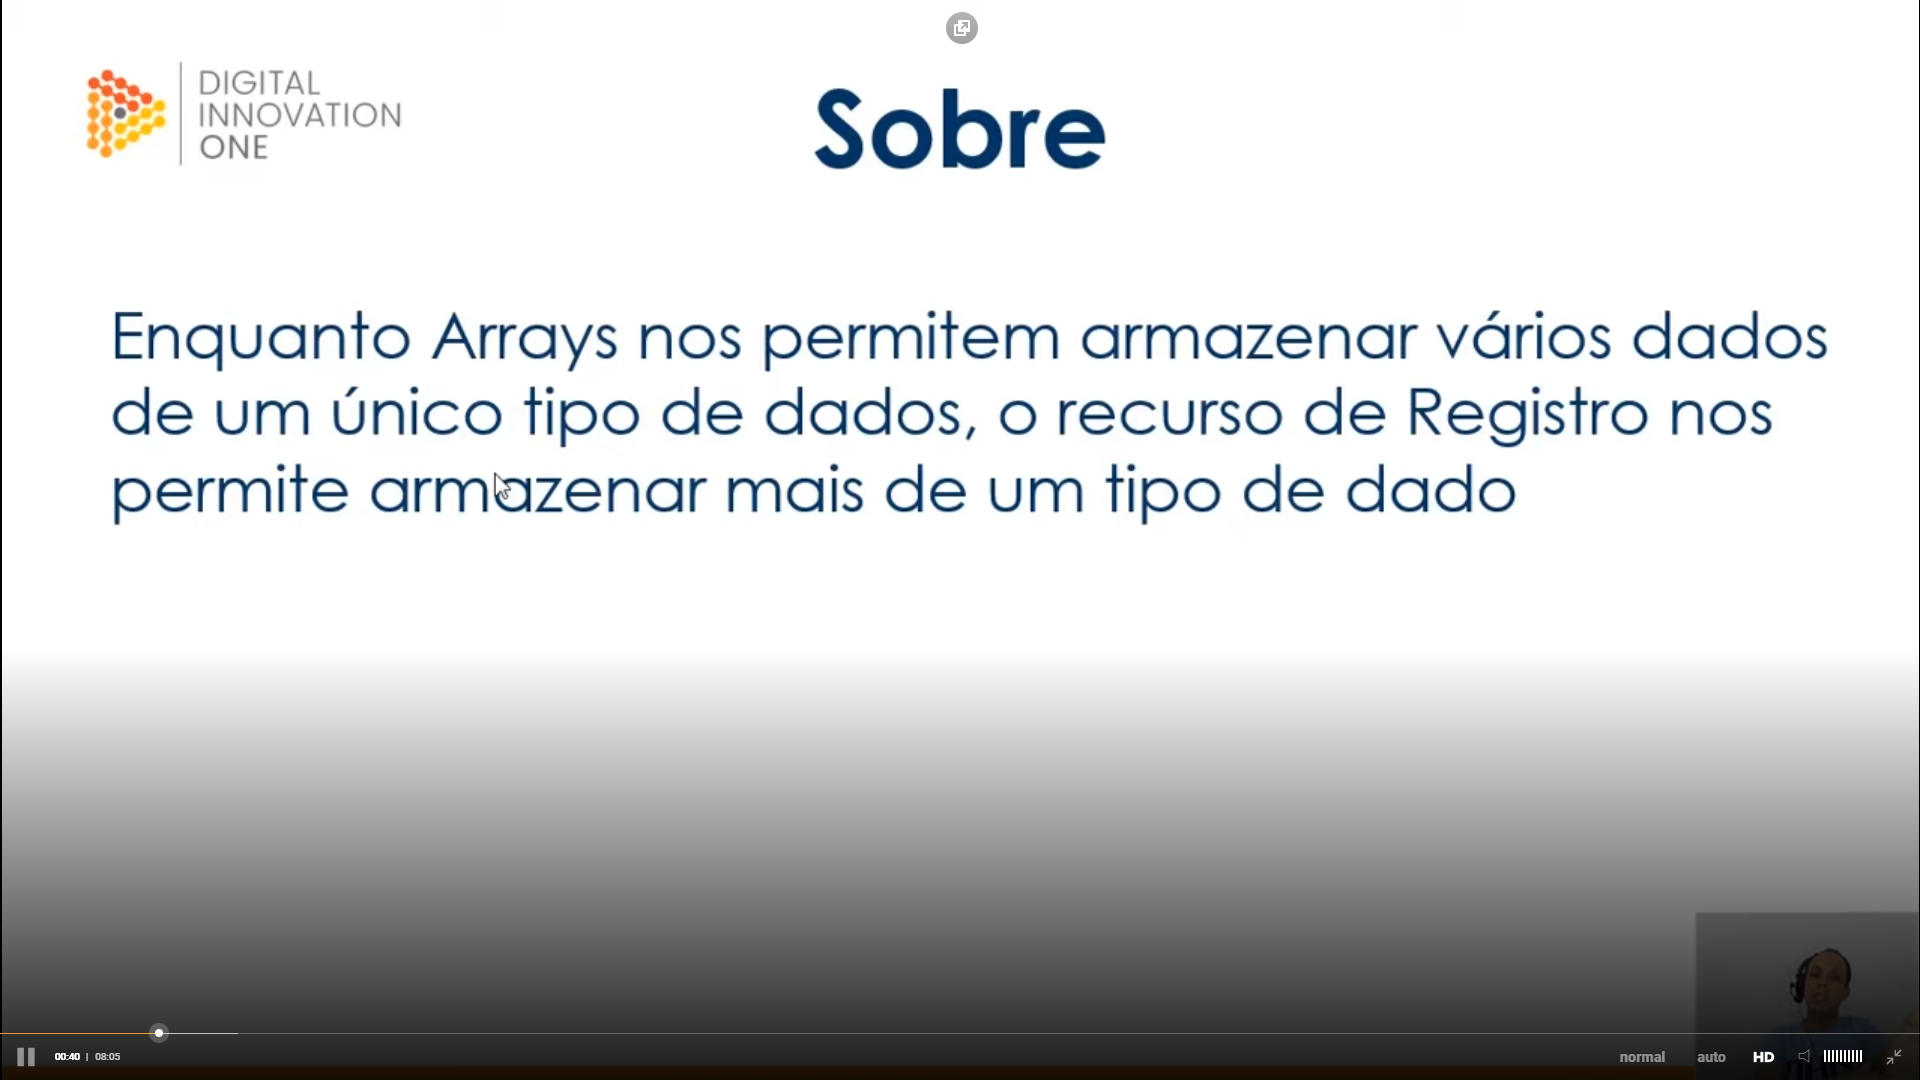 DIGITAL
INNOVATION
ONE
Sobre
Enquanto Arrays nos permitem armazenar vários dados
de um único tipo de dados, o recurso de Registro nos
permite armazenar mais de um tipo de dado
00:40 | 08:05
normal auto HD